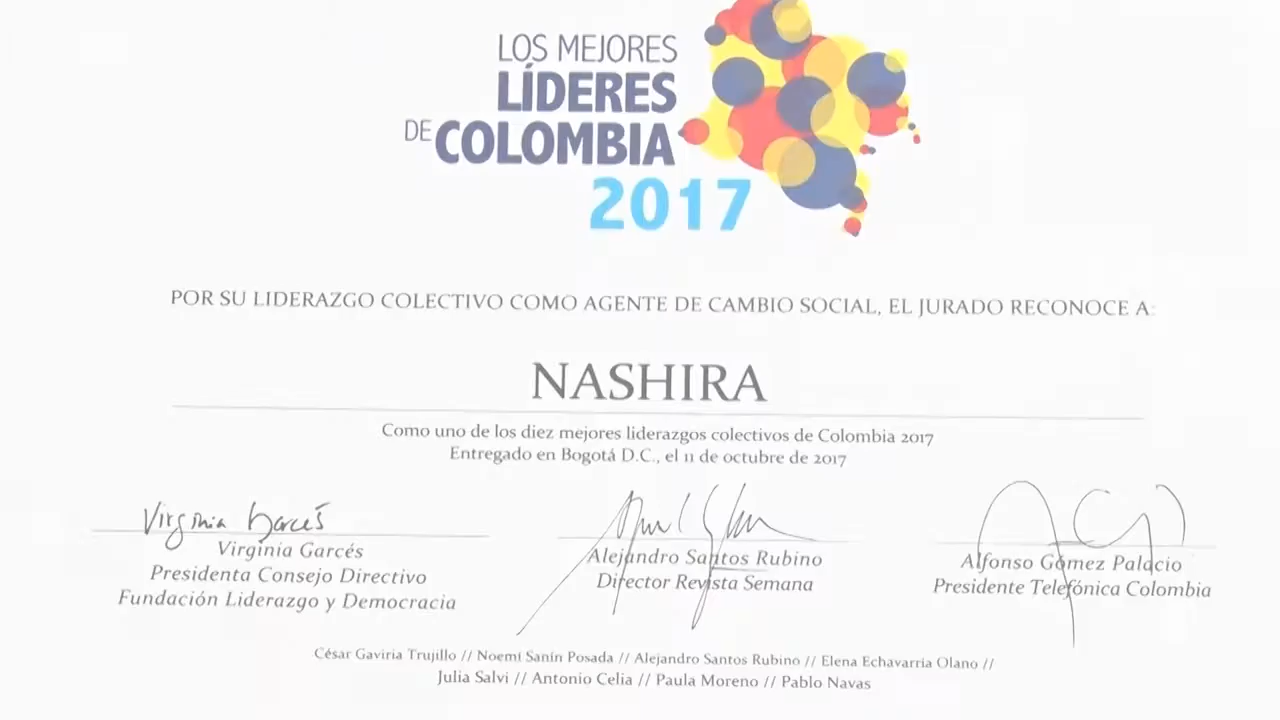 LOS MEJORES
LÍDERES
DE COLOMBIA
2017
POR SU LIDERAZGO COLECTIVO COMO AGENTE DE CAMBIO SOCIAL, EL JURADO RECONOCE A:
NASHIRA
Como uno de los diez mejores liderazgos colectivos de Colombia 2017
Entregado en Bogotá D.C., el 11 de octubre de 2017
Virginia Garcés
Virginia Garcés
Presidenta Consejo Directivo
Fundación Liderazgo y Democracia
Alejandro Santos Rubino
Director Revista Semana
Alfonso Gómez Palacio
Presidente Telefónica Colombia
César Gaviria Trujillo // Noemí Sanín Posada // Alejandro Santos Rubino // Elena Echavarría Olano //
Julia Salvi // Antonio Celia // Paula Moreno // Pablo Navas